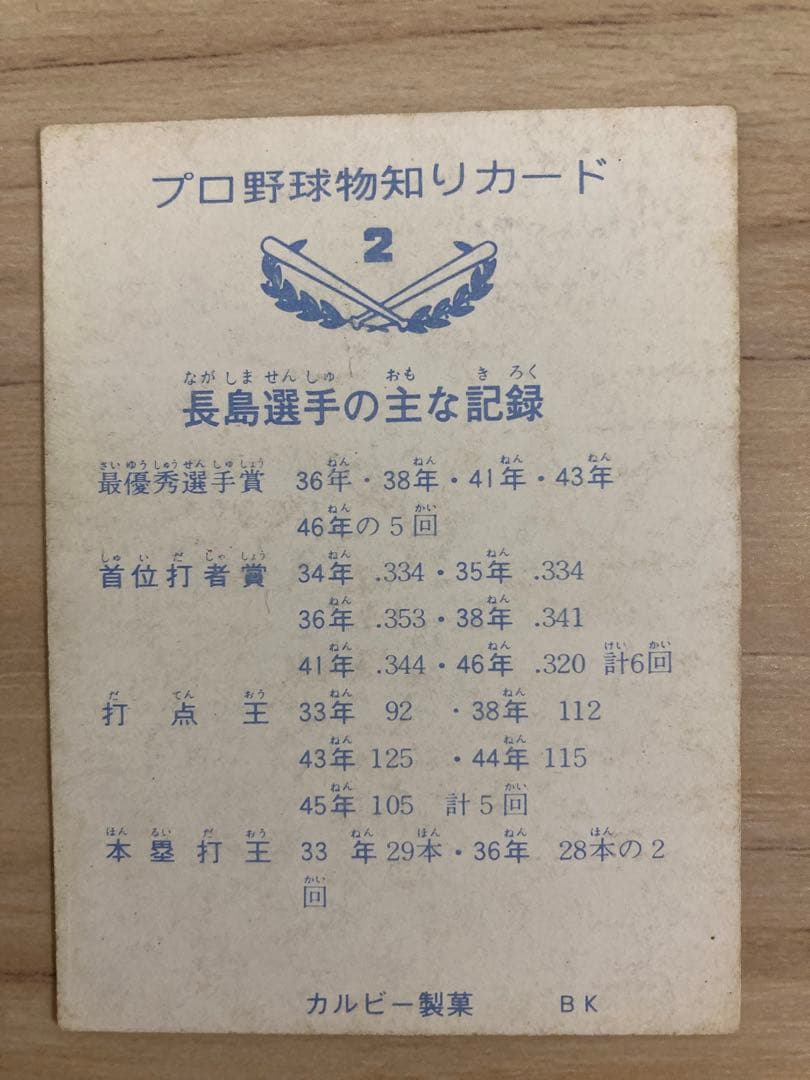 プロ野球物知りカード
2
ながしませんしゅ おも きろく
長島選手の主な記録
さいゆうしゅうせんしゅしょう ねん ねん ねん ねん
最優秀選手賞 36年・38年・41年・43年
ねん かい
46年の5回
しゅいだしゃしょう ねん ねん
首位打者賞 34年 .334・35年 .334
ねん ねん
36年 .353・38年 .341
ねん ねん けい かい
41年 .344・46年 .320 計6回
だ てん おう ねん ねん
打点王 33年 92 ・38年 112
ねん ねん
43年 125 ・44年 115
ねん かい
45年 105 計5回
ほん るい だ おう ねん ほん ねん ほん
本塁打王 33年29本・36年 28本の2
かい
回
カルビー製菓 BK